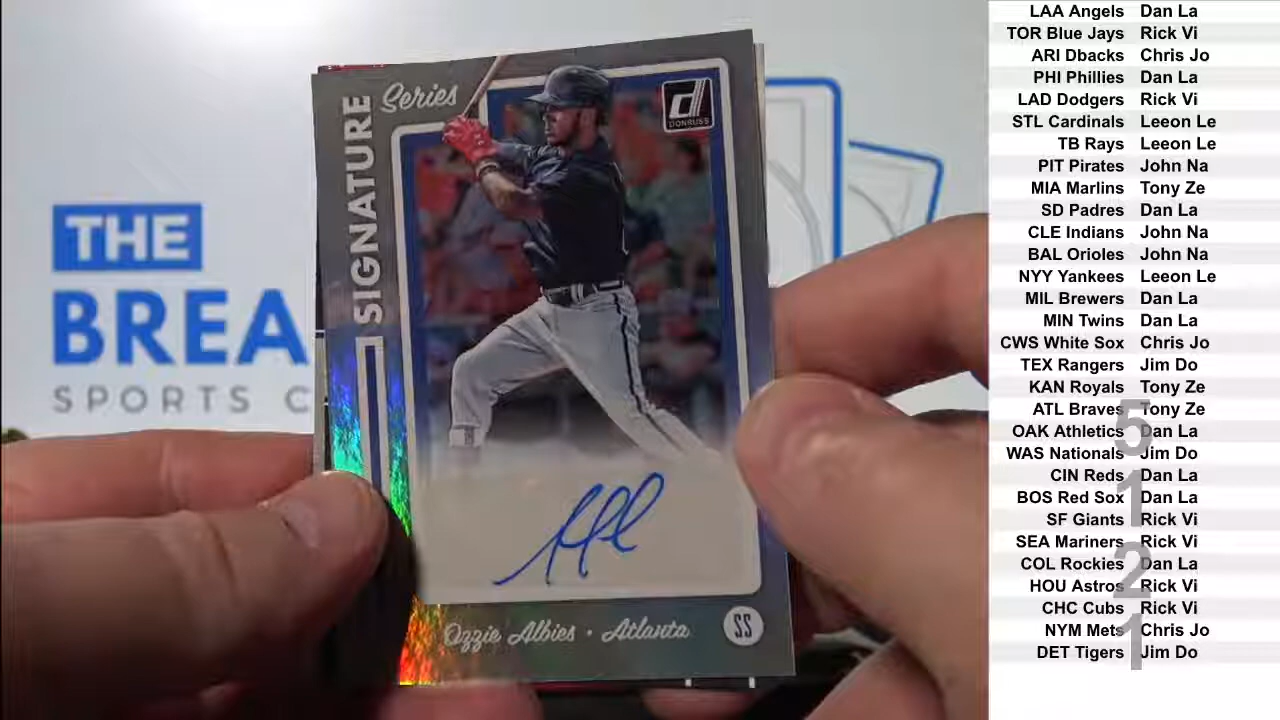 THE
BREA
SPORTS C
SIGNATURE
Series
d
DONRUSS
Ozzie Albies • Atlanta
SS
LAA Angels Dan La
TOR Blue Jays Rick Vi
ARI Dbacks Chris Jo
PHI Phillies Dan La
LAD Dodgers Rick Vi
STL Cardinals Leeon Le
TB Rays Leeon Le
PIT Pirates John Na
MIA Marlins Tony Ze
SD Padres Dan La
CLE Indians John Na
BAL Orioles John Na
NYY Yankees Leeon Le
MIL Brewers Dan La
MIN Twins Dan La
CWS White Sox Chris Jo
TEX Rangers Jim Do
KAN Royals Tony Ze
ATL Braves Tony Ze
OAK Athletics Dan La
WAS Nationals Jim Do
CIN Reds Dan La
BOS Red Sox Dan La
SF Giants Rick Vi
SEA Mariners Rick Vi
COL Rockies Dan La
HOU Astros Rick Vi
CHC Cubs Rick Vi
NYM Mets Chris Jo
DET Tigers Jim Do
5
1
2
1